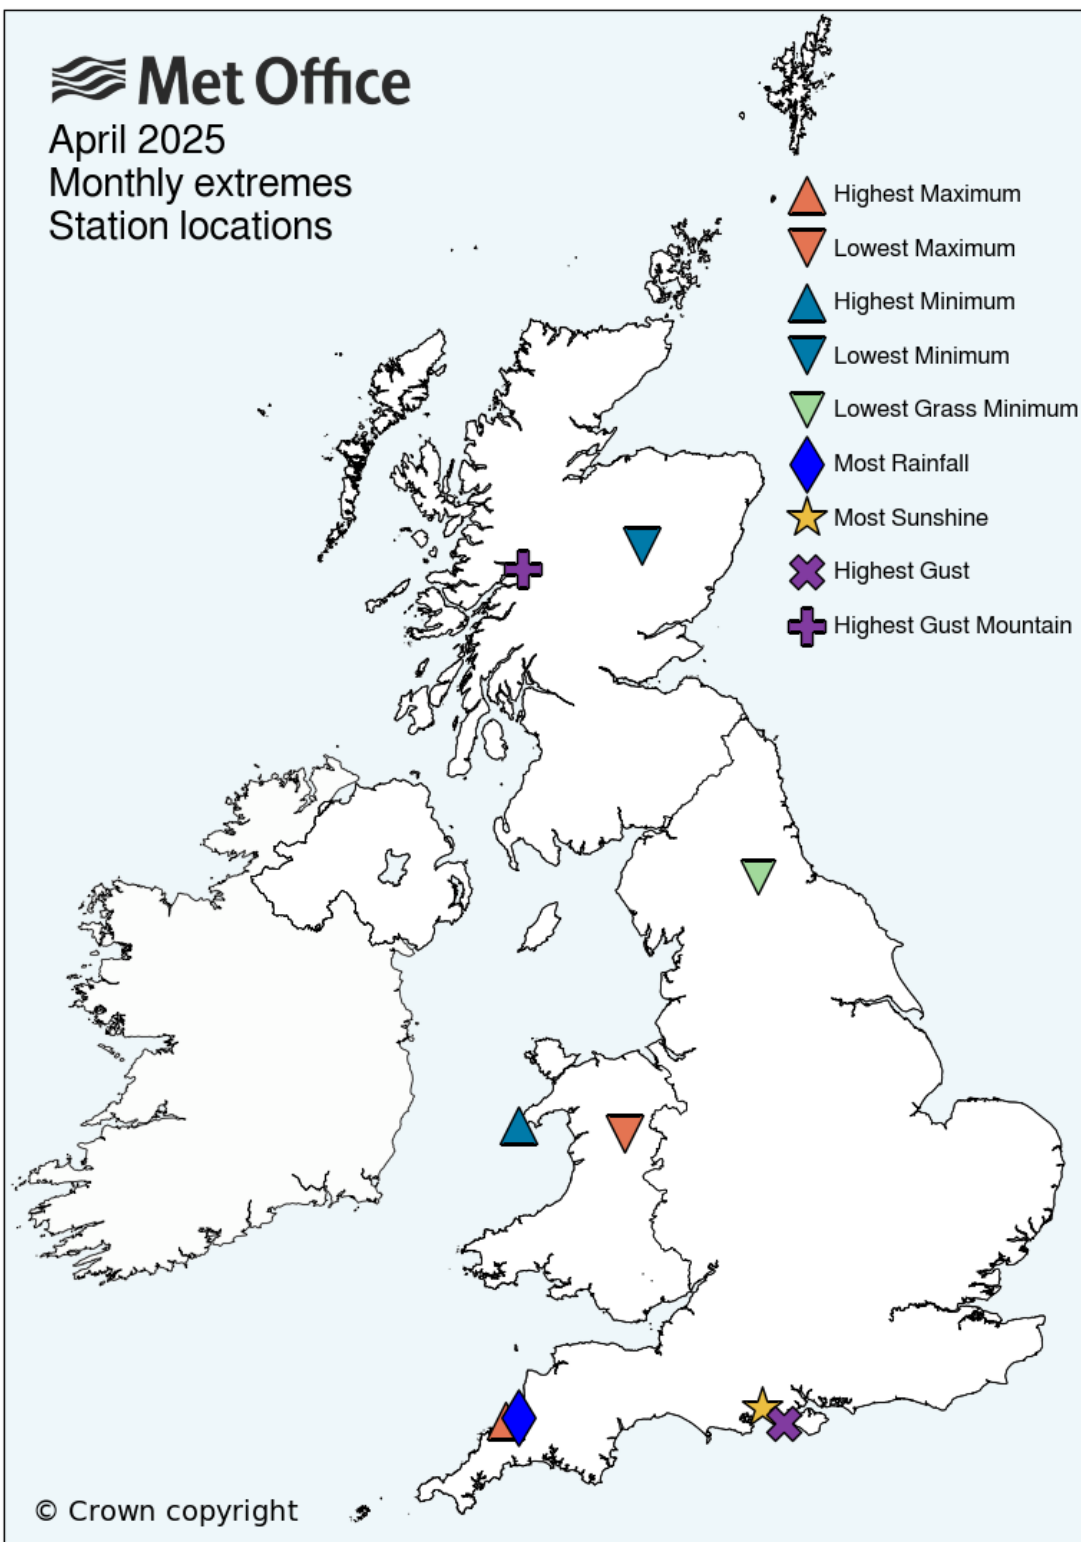 Met Office
April 2025
Monthly extremes
Station locations
Highest Maximum
Lowest Maximum
Highest Minimum
Lowest Minimum
Lowest Grass Minimum
Most Rainfall
Most Sunshine
Highest Gust
Highest Gust Mountain
© Crown copyright